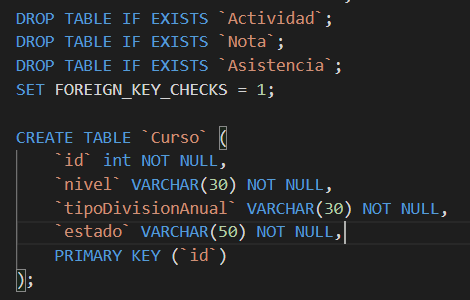 DROP TABLE IF EXISTS `Actividad`;
DROP TABLE IF EXISTS `Nota`;
DROP TABLE IF EXISTS `Asistencia`;
SET FOREIGN_KEY_CHECKS = 1;
CREATE TABLE `Curso` (
`id` int NOT NULL,
`nivel` VARCHAR(30) NOT NULL,
`tipoDivisionAnual` VARCHAR(30) NOT NULL,
`estado` VARCHAR(50) NOT NULL,
PRIMARY KEY (`id`)
);